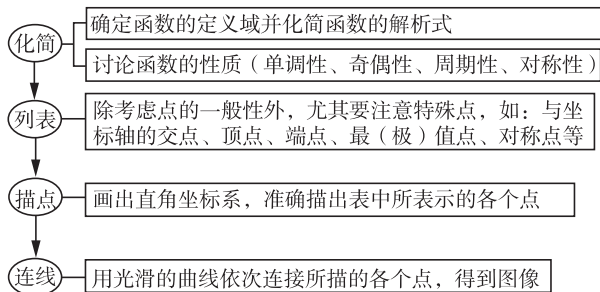 化简
确定函数的定义域并化简函数的解析式
讨论函数的性质（单调性、奇偶性、周期性、对称性）
列表
除考虑点的一般性外，尤其要注意特殊点，如：与坐
标轴的交点、顶点、端点、最（极）值点、对称点等
描点
画出直角坐标系，准确描出表中所表示的各个点
连线
用光滑的曲线依次连接所描的各个点，得到图像